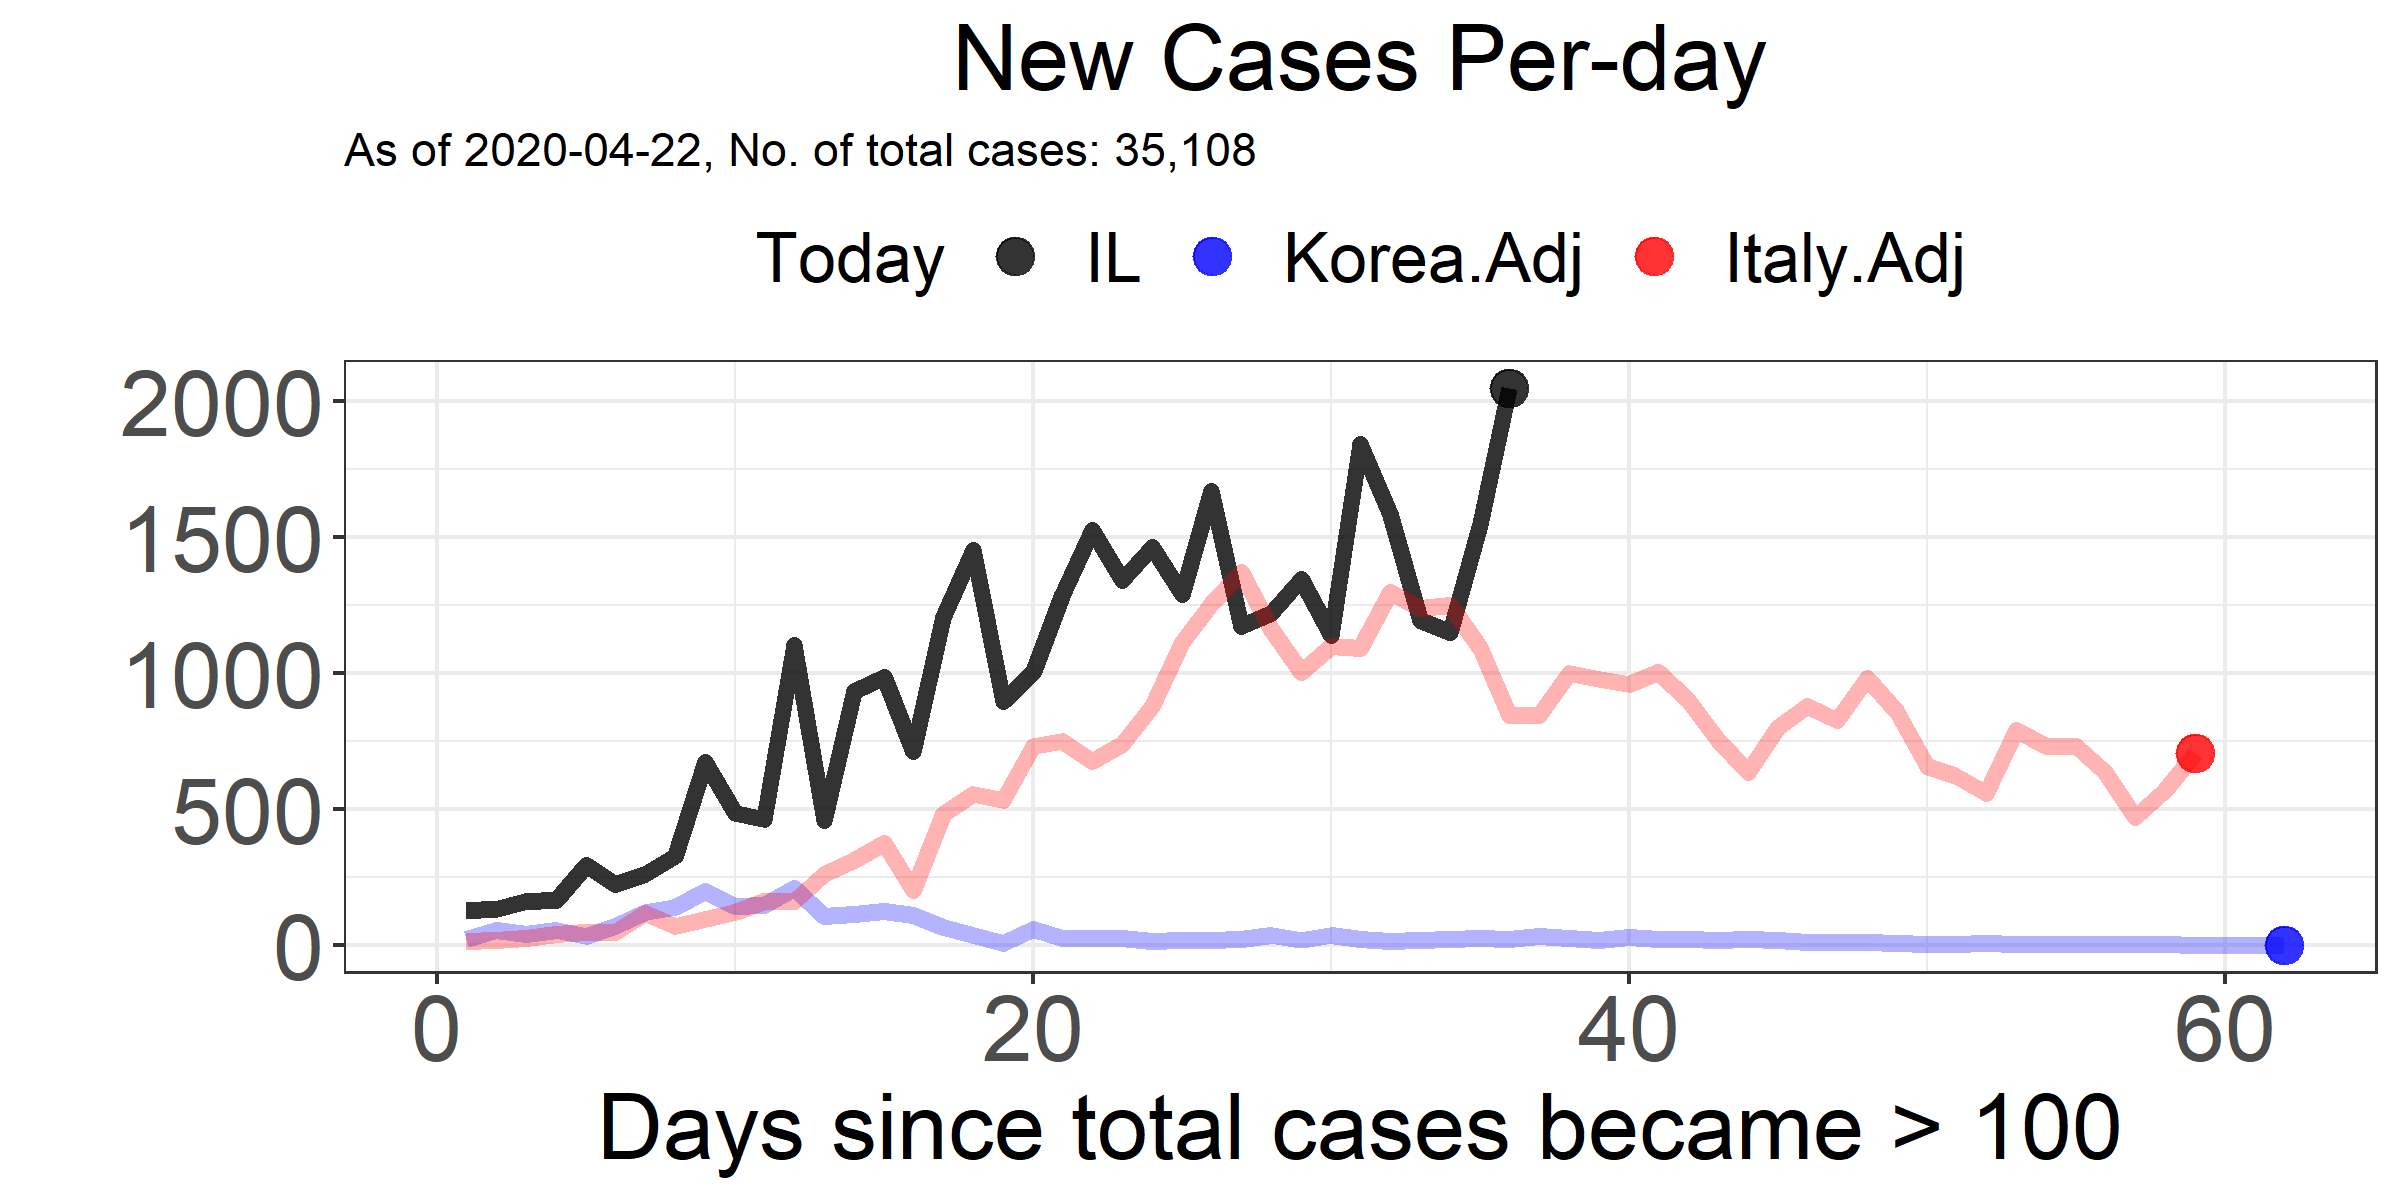 New Cases Per-day
As of 2020-04-22, No. of total cases: 35,108
Today IL Korea.Adj Italy.Adj
2000
1500
1000
500
0
0 20 40 60
Days since total cases became > 100